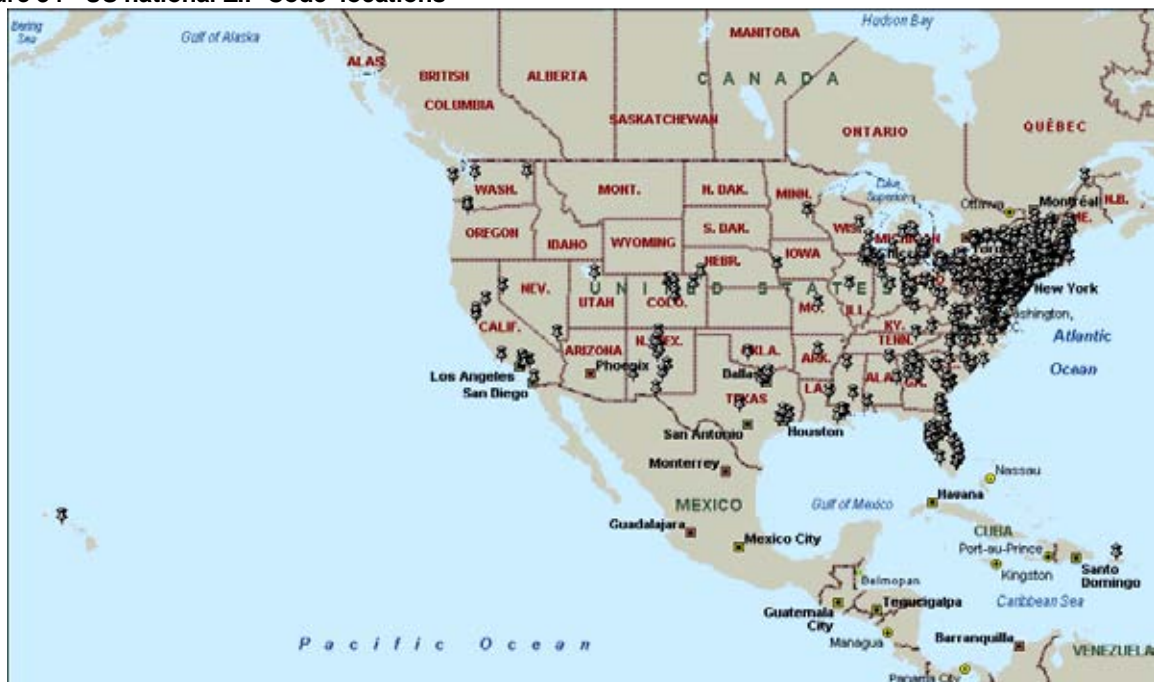 US national ZIP Code locations
Bering
Sea
Gulf of Alaska
Hudson Bay
MANITOBA
ALAS.
BRITISH
COLUMBIA
ALBERTA
CANADA
SASKATCHEWAN
ONTARIO
QUÉBEC
WASH.
MONT.
N. DAK.
MINN.
Lake
Superior
Ottawa
Montréal
N.B.
ME.
OREGON
IDAHO
WYOMING
S. DAK.
WIS.
MICHIGAN
NEBR.
IOWA
NEV.
UTAH
COLO.
UNITED STATES
ILL.
MO.
New York
CALIF.
KY.
Washington,
TENN.
Atlantic
Ocean
ARIZONA
Phoenix
N. MEX.
OKLA.
ARK.
Los Angeles
San Diego
Dallas
LA.
ALA.
GA.
TEXAS
San Antonio
Houston
Monterrey
Nassau
MEXICO
Gulf of Mexico
Havana
Guadalajara
Mexico City
CUBA
Port-au-Prince
Kingston
Santo
Domingo
Belmopan
Caribbean Sea
Guatemala
City
Tegucigalpa
Managua
Barranquilla
Pacific Ocean
VENEZUELA
Panama City